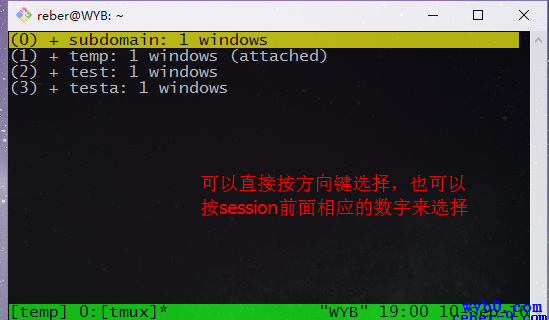 reber@WYB: ~
(0) + subdomain: 1 windows
(1) + temp: 1 windows (attached)
(2) + test: 1 windows
(3) + testa: 1 windows
可以直接按方向键选择，也可以
按session前面相应的数字来选择
wyb0.com
[temp] 0:[tmux]* "WYB" 19:00 10-Sep-16